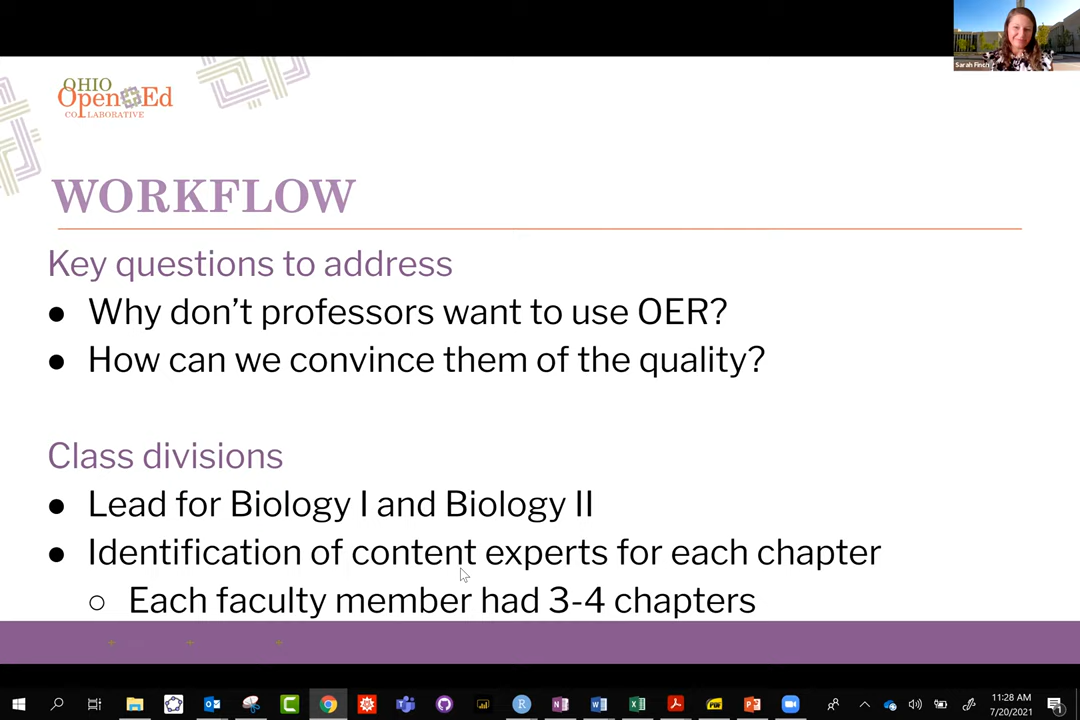 Sarah Finch
OHIO
Open Ed
COLLABORATIVE
WORKFLOW
Key questions to address
● Why don’t professors want to use OER?
● How can we convince them of the quality?
Class divisions
● Lead for Biology I and Biology II
● Identification of content experts for each chapter
○ Each faculty member had 3-4 chapters
11:28 AM
7/20/2021